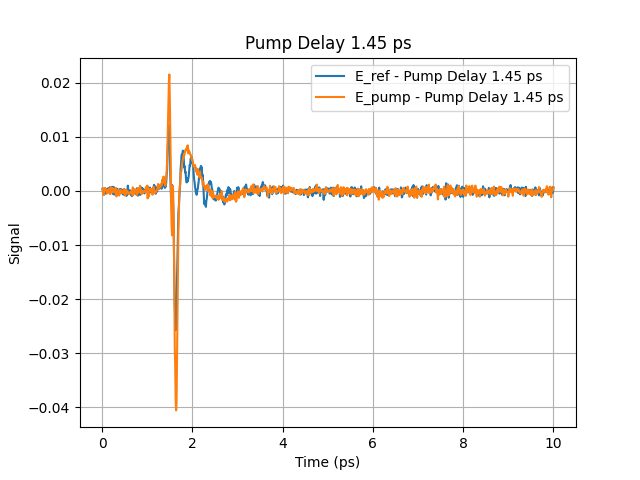 Pump Delay 1.45 ps
E_ref - Pump Delay 1.45 ps
E_pump - Pump Delay 1.45 ps
0.02
0.01
0.00
−0.01
−0.02
−0.03
−0.04
Signal
0 2 4 6 8 10
Time (ps)